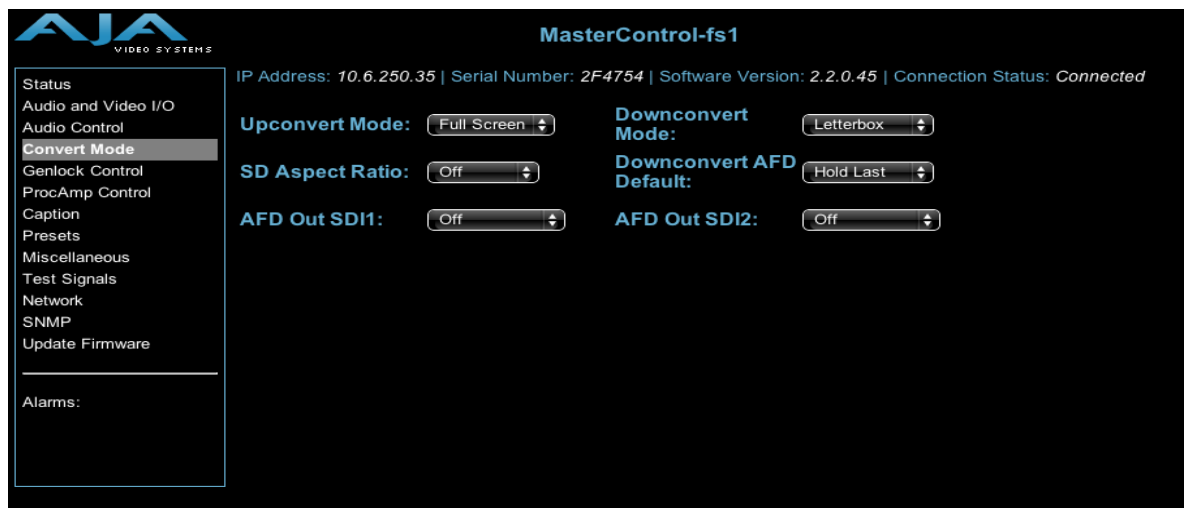 AJA
VIDEO SYSTEMS
MasterControl-fs1
IP Address: 10.6.250.35 | Serial Number: 2F4754 | Software Version: 2.2.0.45 | Connection Status: Connected
Status
Audio and Video I/O
Audio Control
Convert Mode
Genlock Control
ProcAmp Control
Caption
Presets
Miscellaneous
Test Signals
Network
SNMP
Update Firmware
Alarms:
Upconvert Mode: Full Screen
Downconvert
Mode: Letterbox
SD Aspect Ratio: Off
Downconvert AFD
Default: Hold Last
AFD Out SDI1: Off
AFD Out SDI2: Off